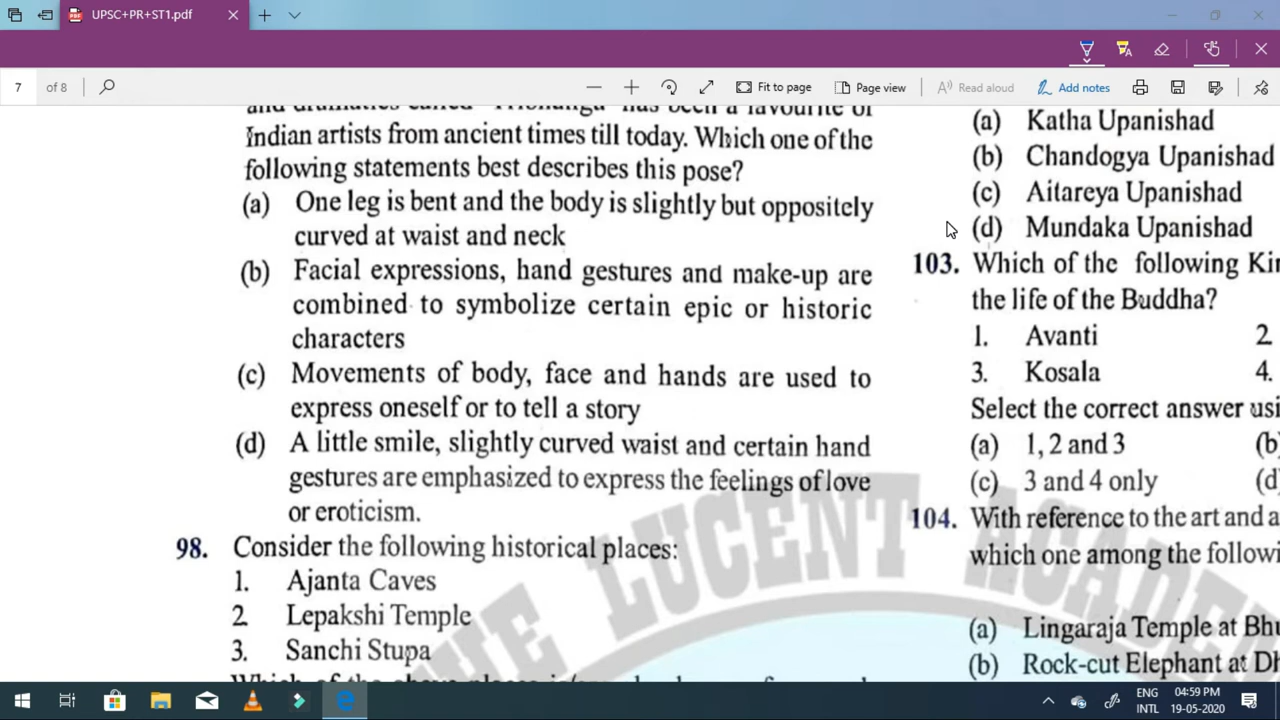 UPSC+PR+ST1.pdf
7 of 8
Fit to page
Page view
Read aloud
Add notes
Indian artists from ancient times till today. Which one of the
following statements best describes this pose?
(a) One leg is bent and the body is slightly but oppositely
curved at waist and neck
(b) Facial expressions, hand gestures and make-up are
combined to symbolize certain epic or historic
characters
(c) Movements of body, face and hands are used to
express oneself or to tell a story
(d) A little smile, slightly curved waist and certain hand
gestures are emphasized to express the feelings of love
or eroticism.
98. Consider the following historical places:
1. Ajanta Caves
2. Lepakshi Temple
3. Sanchi Stupa
(a) Katha Upanishad
(b) Chandogya Upanishad
(c) Aitareya Upanishad
(d) Mundaka Upanishad
103. Which of the following Kin
the life of the Buddha?
1. Avanti 2.
3. Kosala 4.
Select the correct answer usi
(a) 1, 2 and 3 (b
(c) 3 and 4 only (d
104. With reference to the art and a
which one among the followi
(a) Lingaraja Temple at Bhu
(b) Rock-cut Elephant at Dh
THE LUCENT ACADEM
ENG
INTL
04:59 PM
19-05-2020